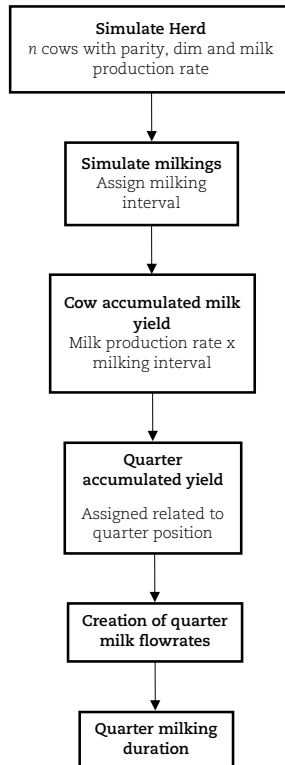 Simulate Herd
n cows with parity, dim and milk
production rate
Simulate milkings
Assign milking
interval
Cow accumulated milk
yield
Milk production rate x
milking interval
Quarter
accumulated yield
Assigned related to
quarter position
Creation of quarter
milk flowrates
Quarter milking
duration